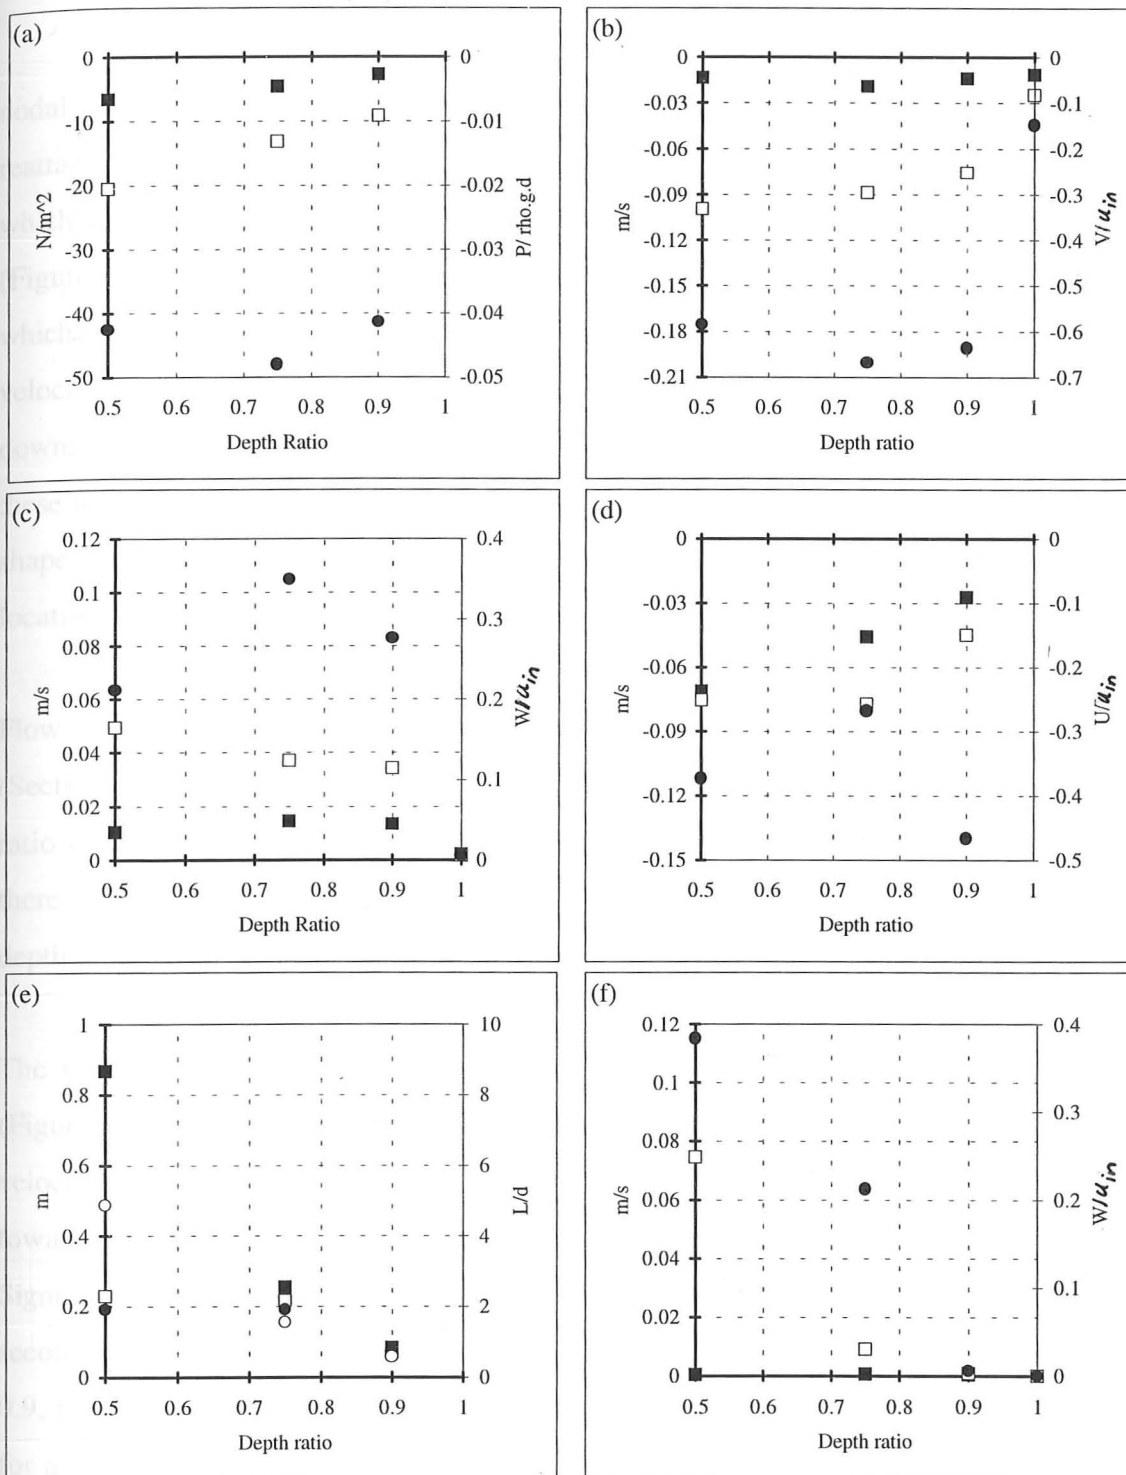 (a)
0
-10
-20
-30
-40
-50
N/m^2
0
-0.01
-0.02
-0.03
-0.04
-0.05
P/ rho.g.d
0.5 0.6 0.7 0.8 0.9 1
Depth Ratio
(b)
0
-0.03
-0.06
-0.09
-0.12
-0.15
-0.18
-0.21
m/s
0
-0.1
-0.2
-0.3
-0.4
-0.5
-0.6
-0.7
V/u_in
0.5 0.6 0.7 0.8 0.9 1
Depth ratio
(c)
0.12
0.1
0.08
0.06
0.04
0.02
0
m/s
0.4
0.3
0.2
0.1
0
W/u_in
0.5 0.6 0.7 0.8 0.9 1
Depth Ratio
(d)
0
-0.03
-0.06
-0.09
-0.12
-0.15
m/s
0
-0.1
-0.2
-0.3
-0.4
-0.5
U/u_in
0.5 0.6 0.7 0.8 0.9 1
Depth ratio
(e)
1
0.8
0.6
0.4
0.2
0
m
10
8
6
4
2
0
L/d
0.5 0.6 0.7 0.8 0.9 1
Depth ratio
(f)
0.12
0.1
0.08
0.06
0.04
0.02
0
m/s
0.4
0.3
0.2
0.1
0
W/u_in
0.5 0.6 0.7 0.8 0.9 1
Depth ratio